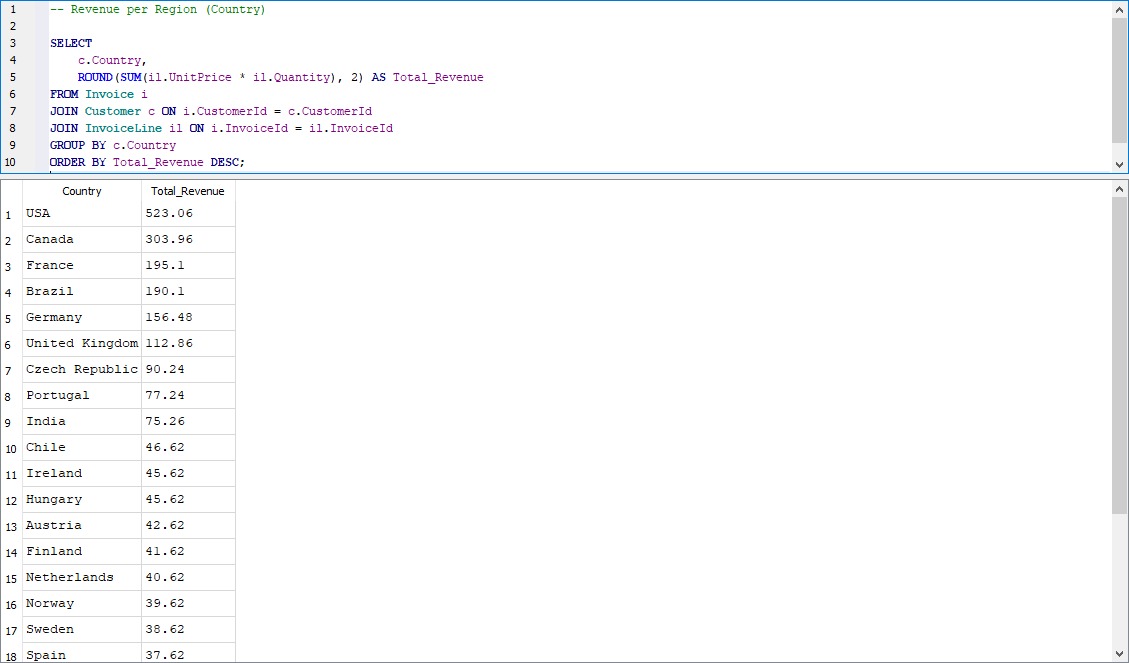 1 -- Revenue per Region (Country)
2
3 SELECT
4 c.Country,
5 ROUND(SUM(il.UnitPrice * il.Quantity), 2) AS Total_Revenue
6 FROM Invoice i
7 JOIN Customer c ON i.CustomerId = c.CustomerId
8 JOIN InvoiceLine il ON i.InvoiceId = il.InvoiceId
9 GROUP BY c.Country
10 ORDER BY Total_Revenue DESC;
Country Total_Revenue
1 USA 523.06
2 Canada 303.96
3 France 195.1
4 Brazil 190.1
5 Germany 156.48
6 United Kingdom 112.86
7 Czech Republic 90.24
8 Portugal 77.24
9 India 75.26
10 Chile 46.62
11 Ireland 45.62
12 Hungary 45.62
13 Austria 42.62
14 Finland 41.62
15 Netherlands 40.62
16 Norway 39.62
17 Sweden 38.62
18 Spain 37.62